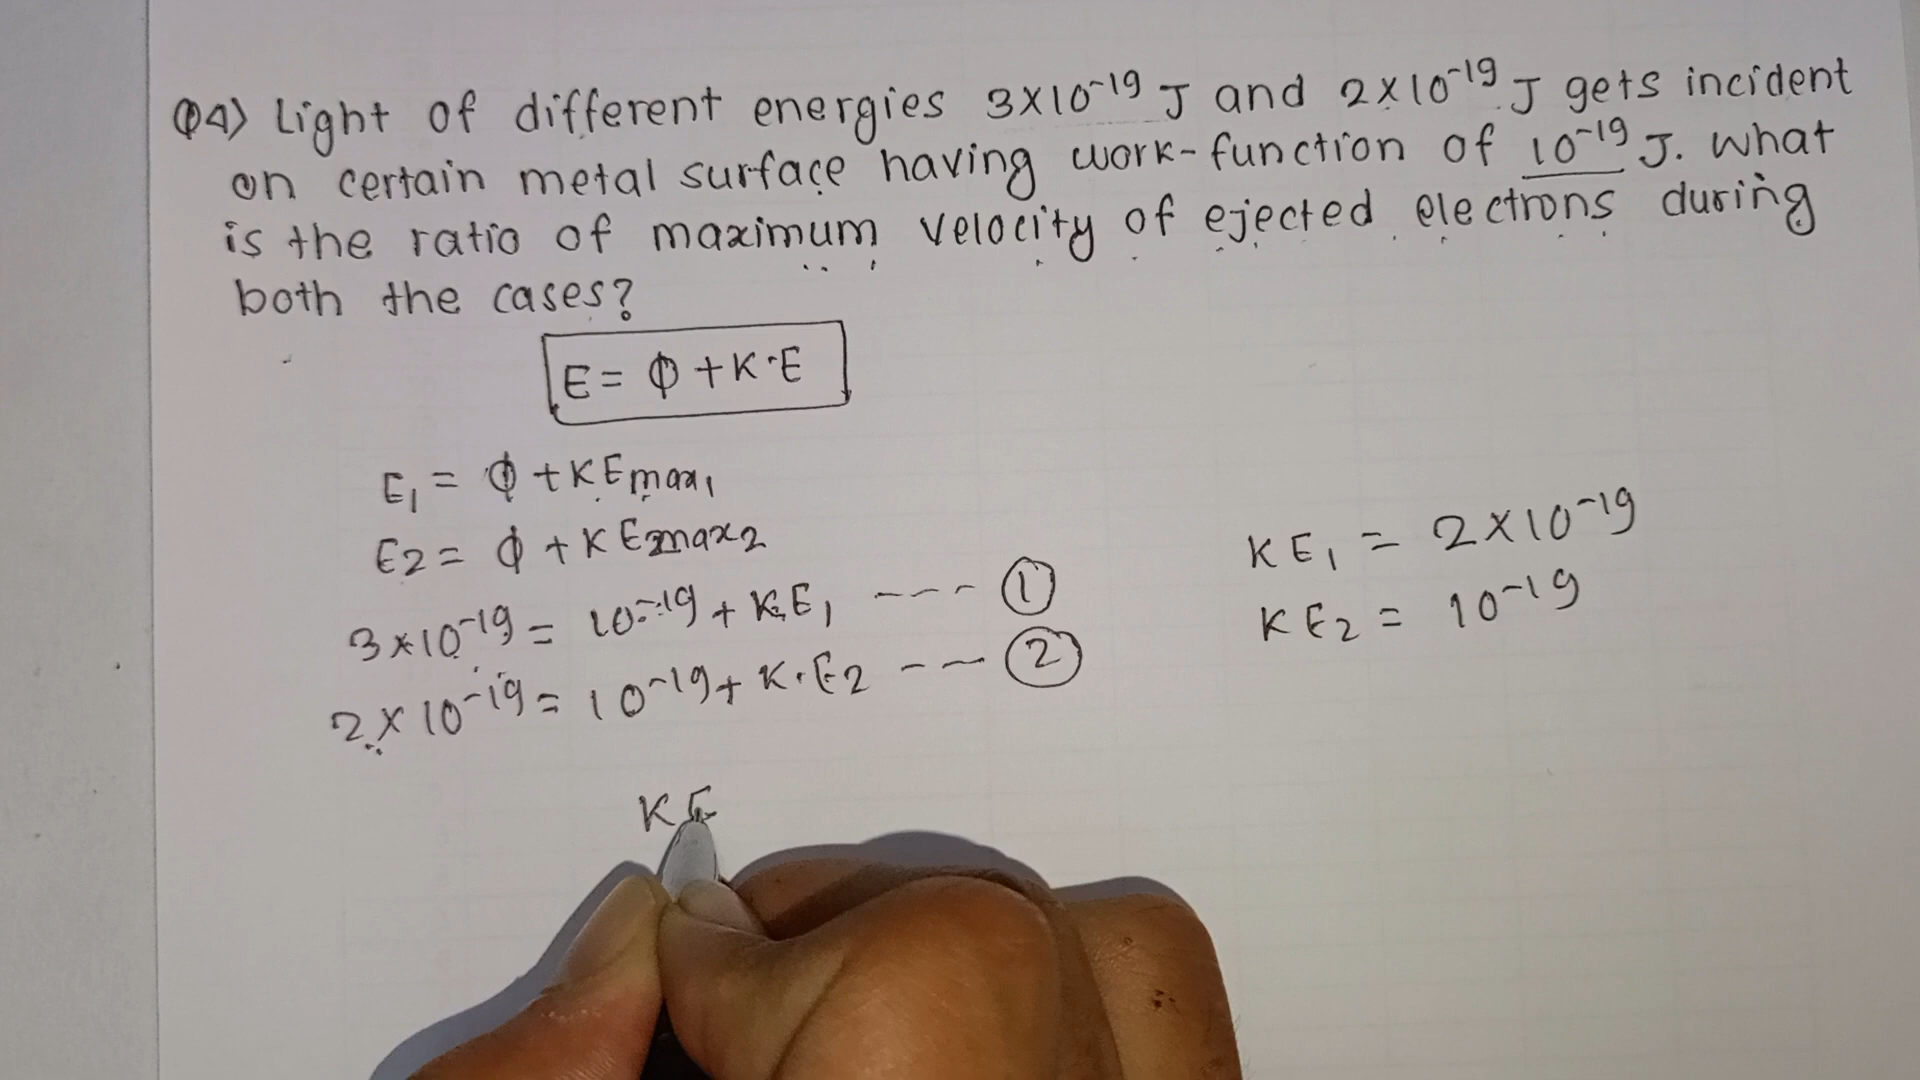 Q4) Light of different energies 3×10⁻¹⁹ J and 2×10⁻¹⁹ J gets incident
on certain metal surface having work-function of 10⁻¹⁹ J. what
is the ratio of maximum velocity of ejected electrons during
both the cases?
E = Φ + K·E
E₁ = Φ + KEmax₁
E₂ = Φ + KEmax₂
3×10⁻¹⁹ = 10⁻¹⁹ + K.E₁ ---- ①
2×10⁻¹⁹ = 10⁻¹⁹ + K.E₂ --- ②
KE₁ = 2×10⁻¹⁹
KE₂ = 10⁻¹⁹
KE